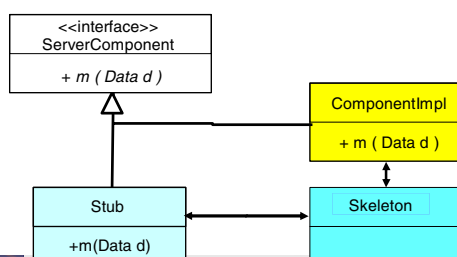 <<interface>>
ServerComponent
+ m ( Data d )
ComponentImpl
+ m ( Data d )
Stub
Skeleton
+m(Data d)